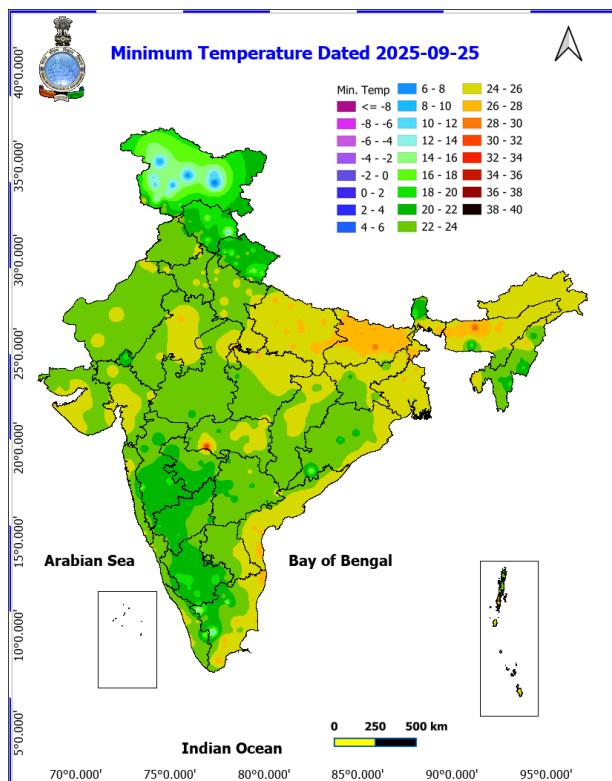 Minimum Temperature Dated 2025-09-25
Min. Temp
<= -8
-8 - -6
-6 - -4
-4 - -2
-2 - 0
0 - 2
2 - 4
4 - 6
6 - 8
8 - 10
10 - 12
12 - 14
14 - 16
16 - 18
18 - 20
20 - 22
22 - 24
24 - 26
26 - 28
28 - 30
30 - 32
32 - 34
34 - 36
36 - 38
38 - 40
40°0.000'
35°0.000'
30°0.000'
25°0.000'
20°0.000'
15°0.000'
10°0.000'
5°0.000'
Arabian Sea
Bay of Bengal
0 250 500 km
Indian Ocean
70°0.000' 75°0.000' 80°0.000' 85°0.000' 90°0.000' 95°0.000'